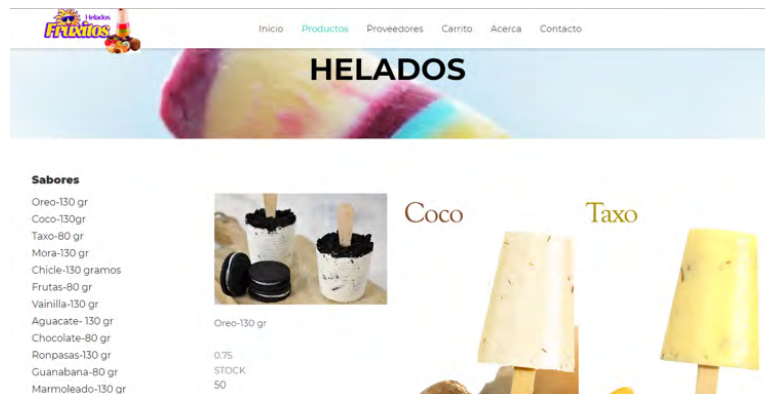 Helados
Fruxitos
Inicio Productos Proveedores Carrito Acerca Contacto
HELADOS
Sabores
Oreo-130 gr
Coco-130gr
Taxo-80 gr
Mora-130 gr
Chicle-130 gramos
Frutas-80 gr
Vainilla-130 gr
Aguacate- 130 gr
Chocolate-80 gr
Ronpasas-130 gr
Guanabana-80 gr
Marmoleado-130 gr
Oreo-130 gr
0.75
STOCK
50
Coco
Taxo